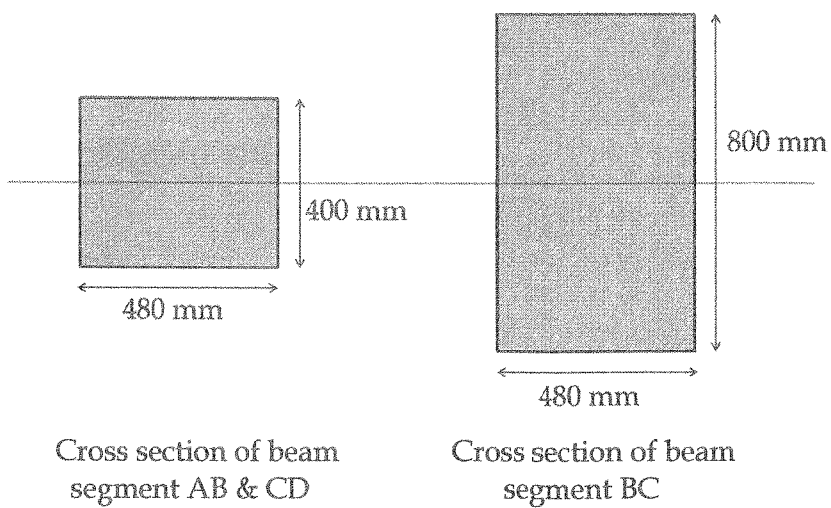 800 mm
400 mm
480 mm
480 mm
Cross section of beam
segment AB & CD
Cross section of beam
segment BC